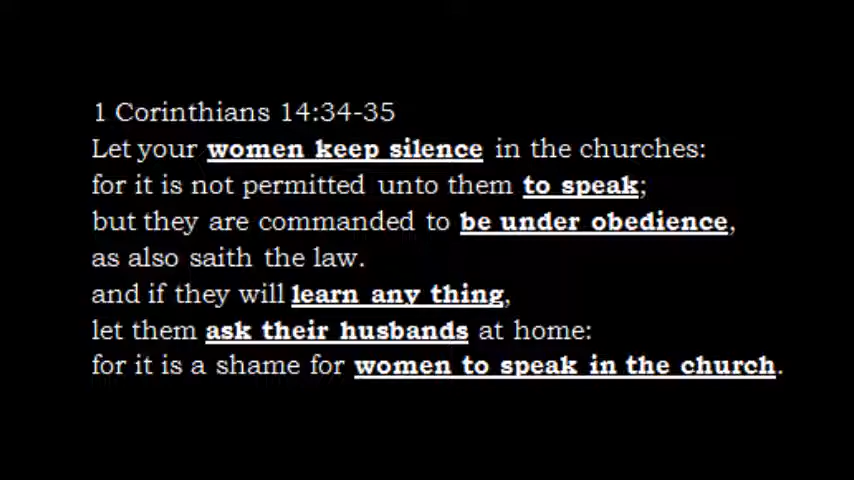 1 Corinthians 14:34-35
Let your women keep silence in the churches:
for it is not permitted unto them to speak;
but they are commanded to be under obedience,
as also saith the law.
and if they will learn any thing,
let them ask their husbands at home:
for it is a shame for women to speak in the church.